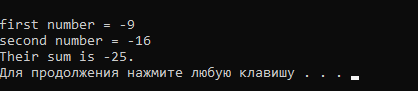 first number = -9
second number = -16
Their sum is -25.
Для продолжения нажмите любую клавишу . . .